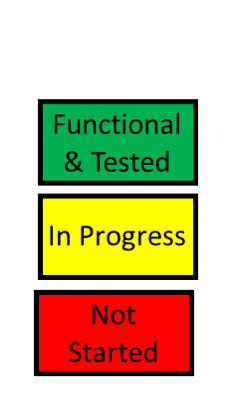 Functional
& Tested
In Progress
Not
Started